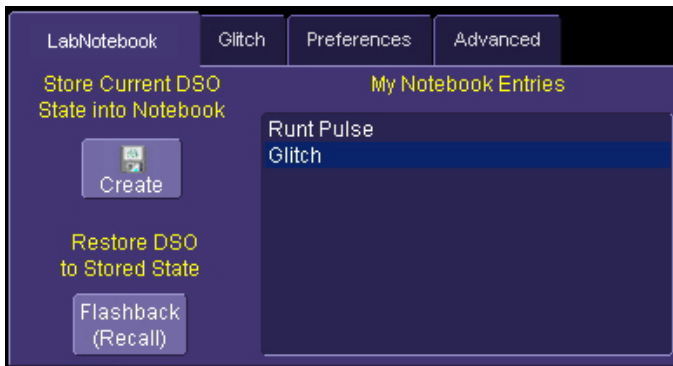 LabNotebook Glitch Preferences Advanced
Store Current DSO
State into Notebook
Create
Restore DSO
to Stored State
Flashback
(Recall)
My Notebook Entries
Runt Pulse
Glitch